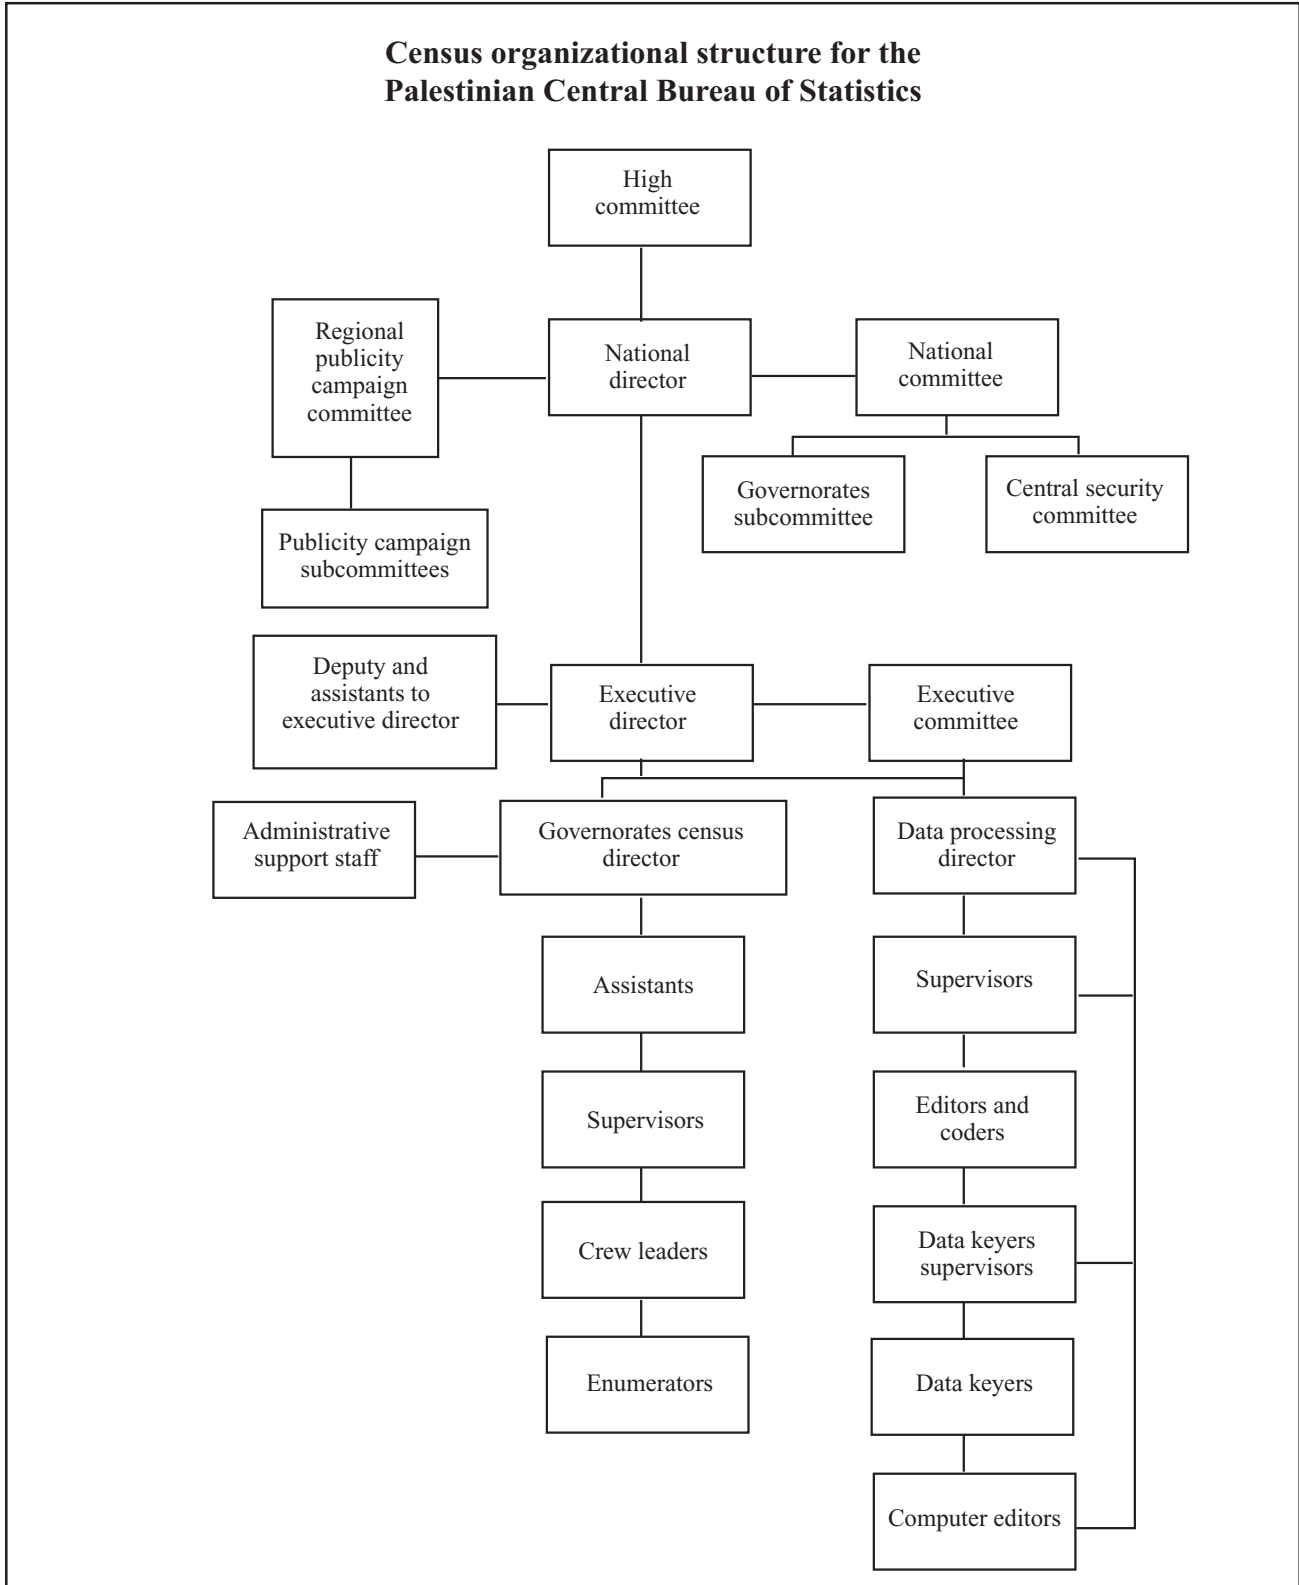 Census organizational structure for the
Palestinian Central Bureau of Statistics
High
committee
Regional
publicity
campaign
committee
National
director
National
committee
Governorates
subcommittee
Central security
committee
Publicity campaign
subcommittees
Deputy and
assistants to
executive director
Executive
director
Executive
committee
Administrative
support staff
Governorates census
director
Data processing
director
Assistants
Supervisors
Supervisors
Editors and
coders
Crew leaders
Data keyers
supervisors
Enumerators
Data keyers
Computer editors